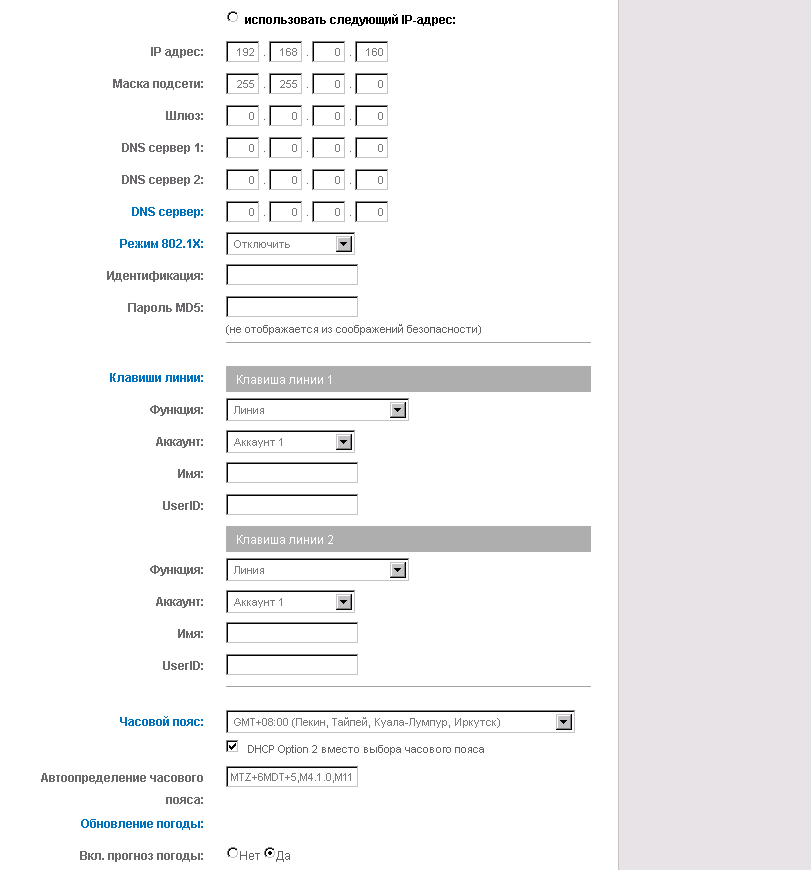 использовать следующий IP-адрес:
IP адрес: 192 . 168 . 0 . 160
Маска подсети: 255 . 255 . 0 . 0
Шлюз: 0 . 0 . 0 . 0
DNS сервер 1: 0 . 0 . 0 . 0
DNS сервер 2: 0 . 0 . 0 . 0
DNS сервер: 0 . 0 . 0 . 0
Режим 802.1X: Отключить
Идентификация:
Пароль MD5:
(не отображается из соображений безопасности)
Клавиши линии: Клавиша линии 1
Функция: Линия
Аккаунт: Аккаунт 1
Имя:
UserID:
Клавиша линии 2
Функция: Линия
Аккаунт: Аккаунт 1
Имя:
UserID:
Часовой пояс: GMT+08:00 (Пекин, Тайпей, Куала-Лумпур, Иркутск)
DHCP Option 2 вместо выбора часового пояса
Автоопределение часового MTZ+6MDT+5,M4.1.0,M11
пояса:
Обновление погоды:
Вкл. прогноз погоды: Нет Да